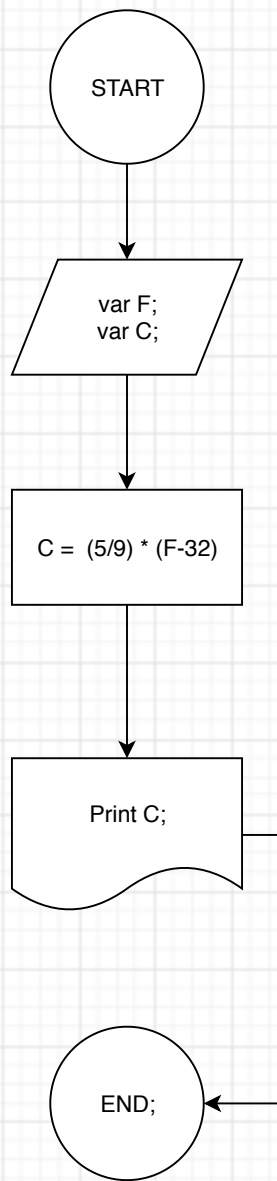 START
var F;
var C;
C = (5/9) * (F-32)
Print C;
END;